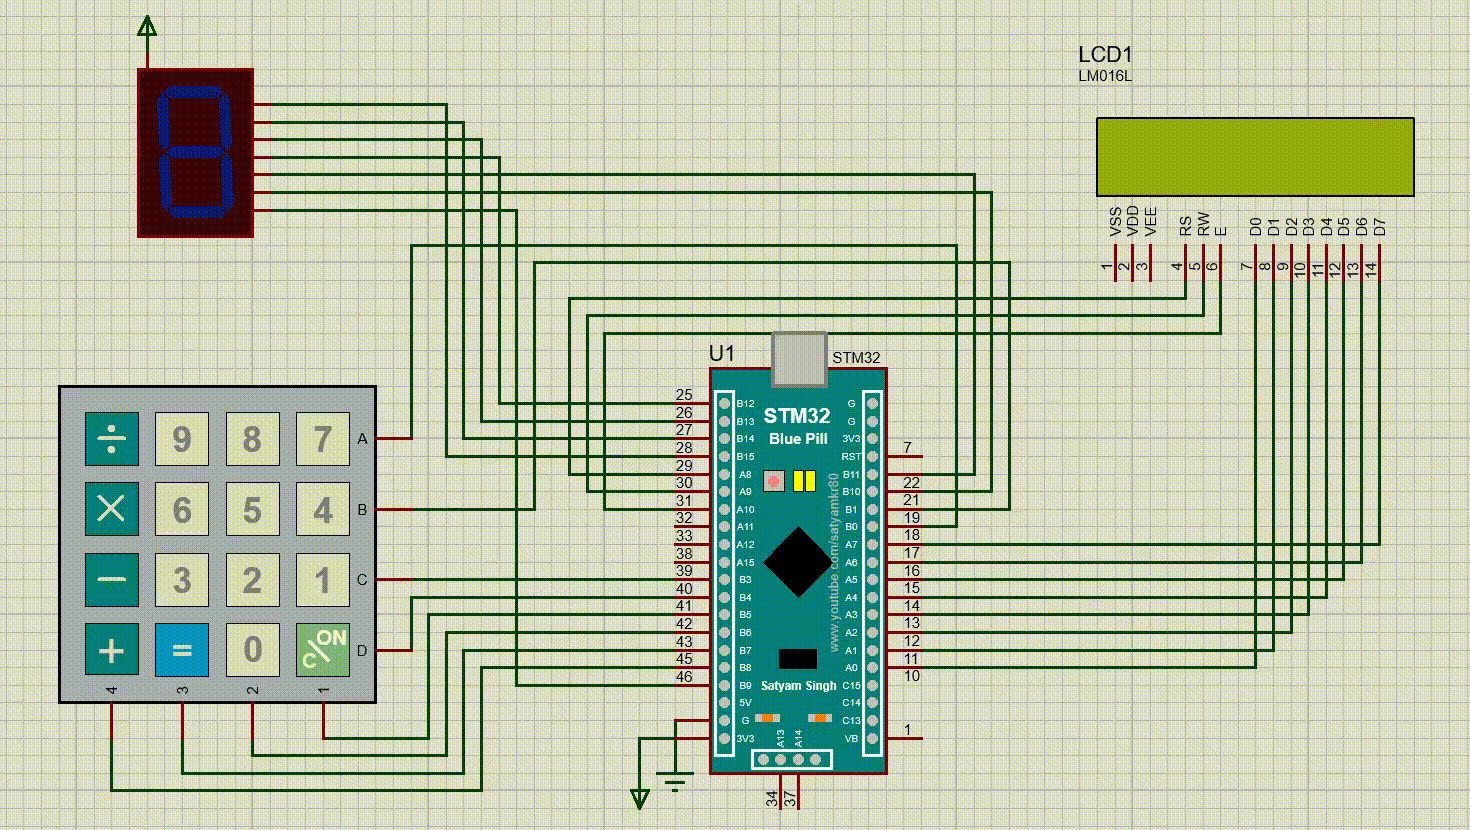 LCD1
LM016L
VSS
VDD
VEE
RS
RW
E
D0
D1
D2
D3
D4
D5
D6
D7
1
2
3
4
5
6
7
8
9
10
11
12
13
14
U1
STM32
STM32
Blue Pill
www.youtube.com/satyamkr80
Satyam Singh
25 B12
26 B13
27 B14
28 B15
29 A8
30 A9
31 A10
32 A11
33 A12
38 A15
39 B3
40 B4
41 B5
42 B6
43 B7
45 B8
46 B9
5V
G
3V3
G
G
3V3
RST 7
B11
B10 22
B1 21
B0 19
A7 18
A6 17
A5 16
A4 15
A3 14
A2 13
A1 12
A0 11
C15 10
C14
C13
VB 1
A13
A14
34
37
÷ 9 8 7 A
× 6 5 4 B
− 3 2 1 C
+ = 0 ON/C D
4 3 2 1